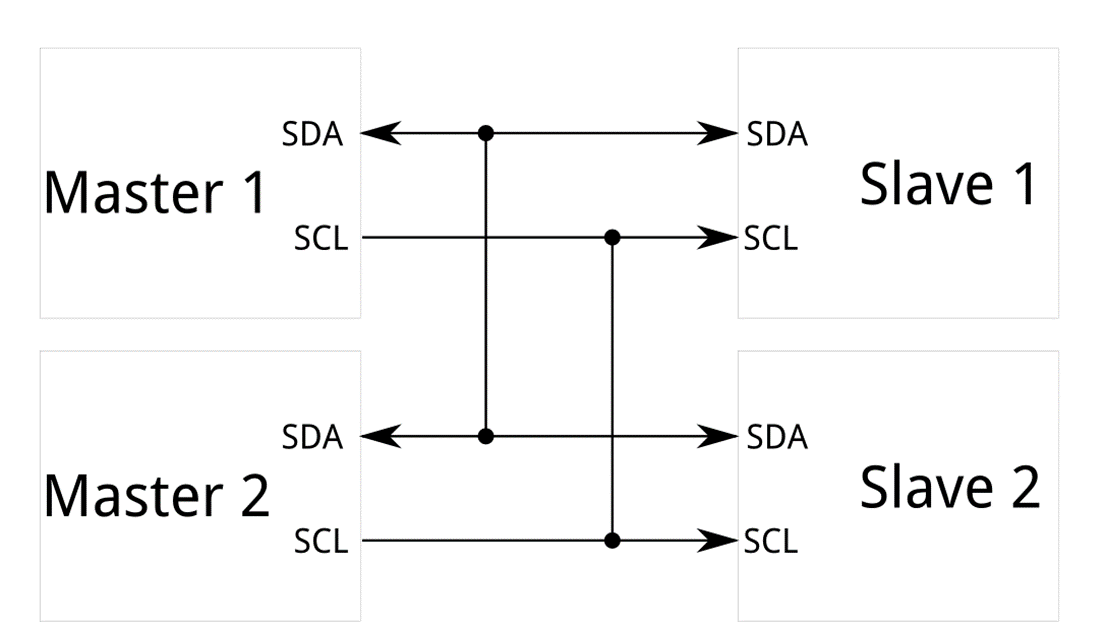 SDA
Master 1
SCL
SDA
Slave 1
SCL
SDA
Master 2
SCL
SDA
Slave 2
SCL